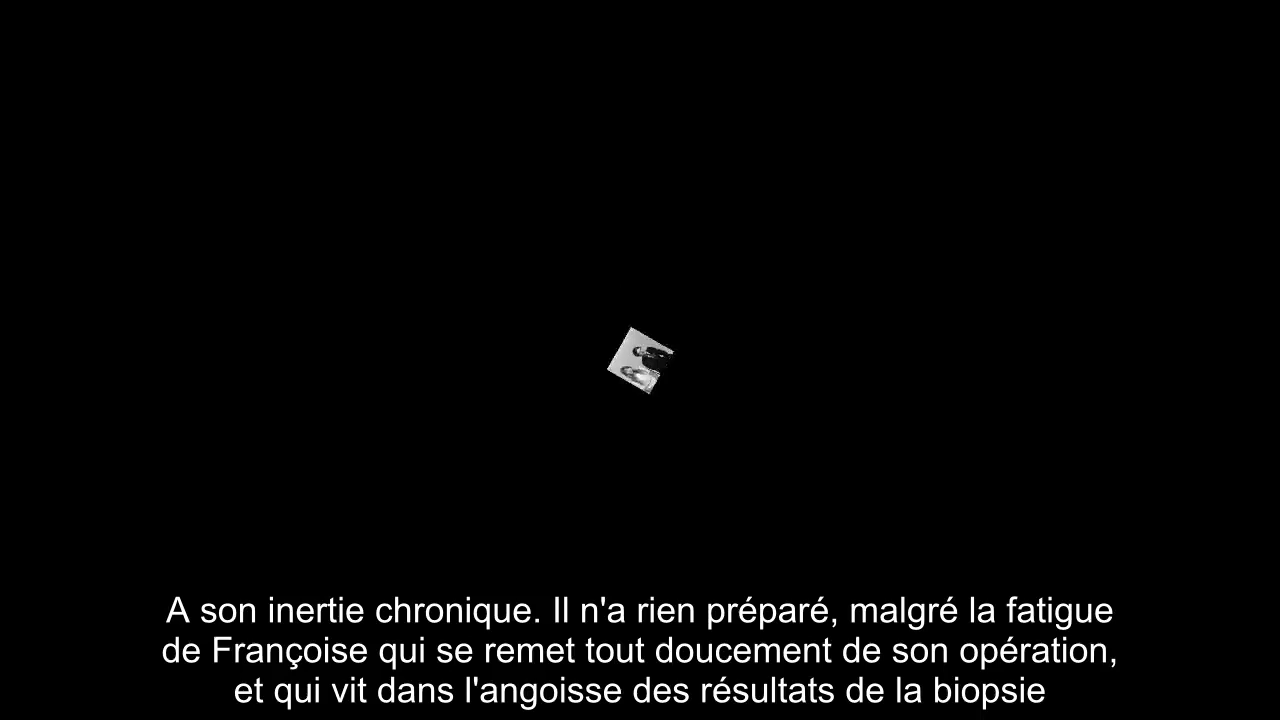 A son inertie chronique. Il n'a rien préparé, malgré la fatigue
de Françoise qui se remet tout doucement de son opération,
et qui vit dans l'angoisse des résultats de la biopsie